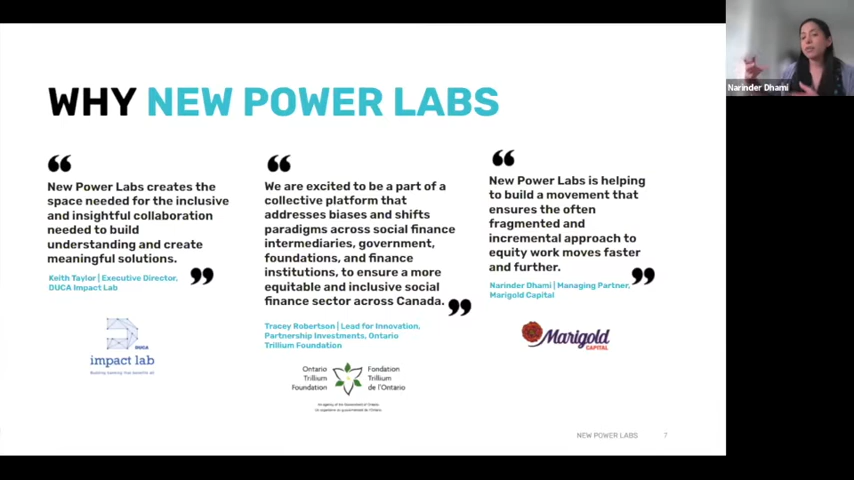 WHY NEW POWER LABS
New Power Labs creates the
space needed for the inclusive
and insightful collaboration
needed to build
understanding and create
meaningful solutions.
Keith Taylor | Executive Director,
DUCA Impact Lab
DUCA
impact lab
We are excited to be a part of a
collective platform that
addresses biases and shifts
paradigms across social finance
intermediaries, government,
foundations, and finance
institutions, to ensure a more
equitable and inclusive social
finance sector across Canada.
Tracey Robertson | Lead for Innovation,
Partnership Investments, Ontario
Trillium Foundation
Ontario
Trillium
Foundation
Fondation
Trillium
de l'Ontario
New Power Labs is helping
to build a movement that
ensures the often
fragmented and
incremental approach to
equity work moves faster
and further.
Narinder Dhami | Managing Partner,
Marigold Capital
Marigold
CAPITAL
NEW POWER LABS 7
Narinder Dhami